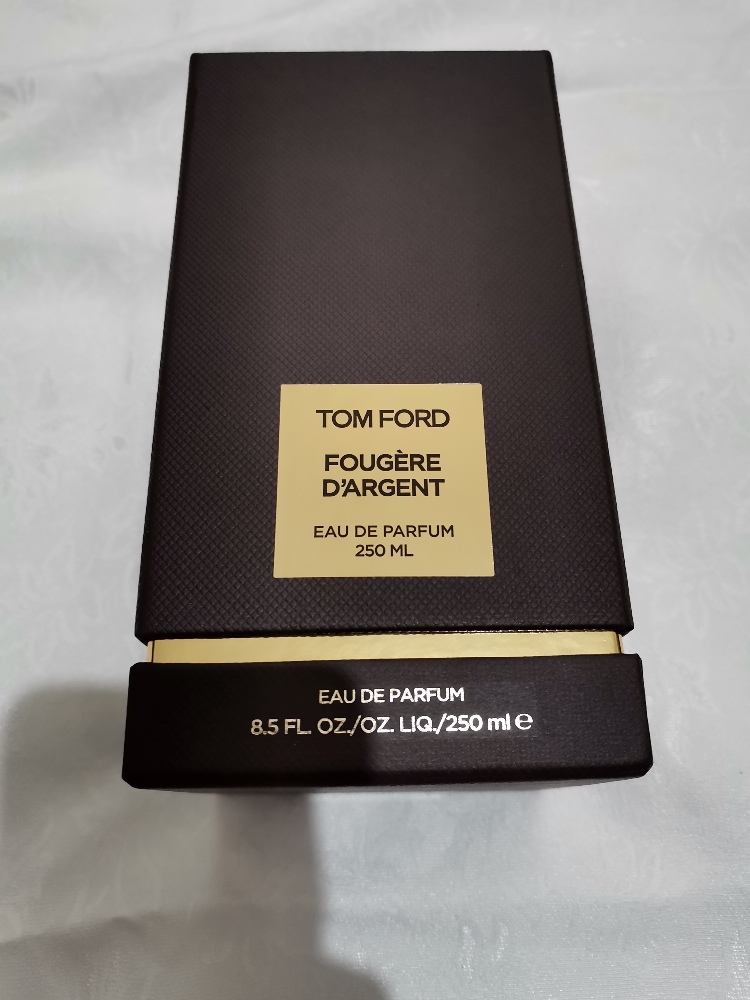 TOM FORD
FOUGÈRE
D'ARGENT
EAU DE PARFUM
250 ML
EAU DE PARFUM
8.5 FL. OZ./OZ. LIQ./250 ml ℮